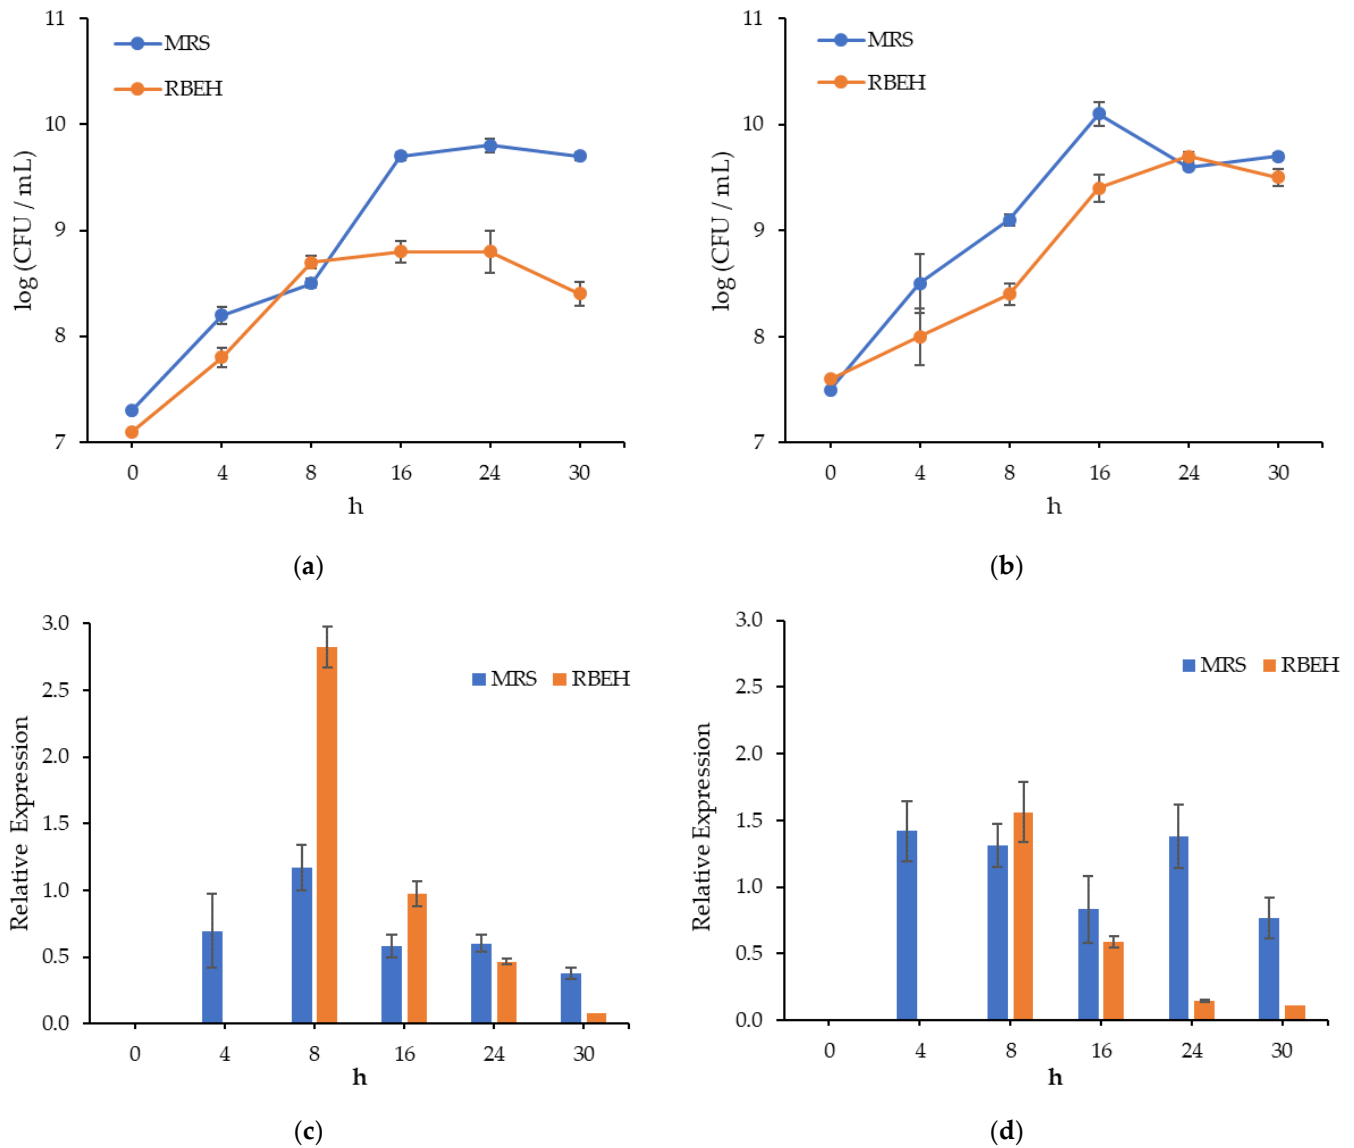 11
10
9
8
7
log (CFU / mL)
MRS
RBEH
0 4 8 16 24 30
h
(a)
11
10
9
8
7
log (CFU / mL)
MRS
RBEH
0 4 8 16 24 30
h
(b)
3.0
2.5
2.0
1.5
1.0
0.5
0.0
Relative Expression
MRS RBEH
0 4 8 16 24 30
h
(c)
3.0
2.5
2.0
1.5
1.0
0.5
0.0
Relative Expression
MRS RBEH
0 4 8 16 24 30
h
(d)